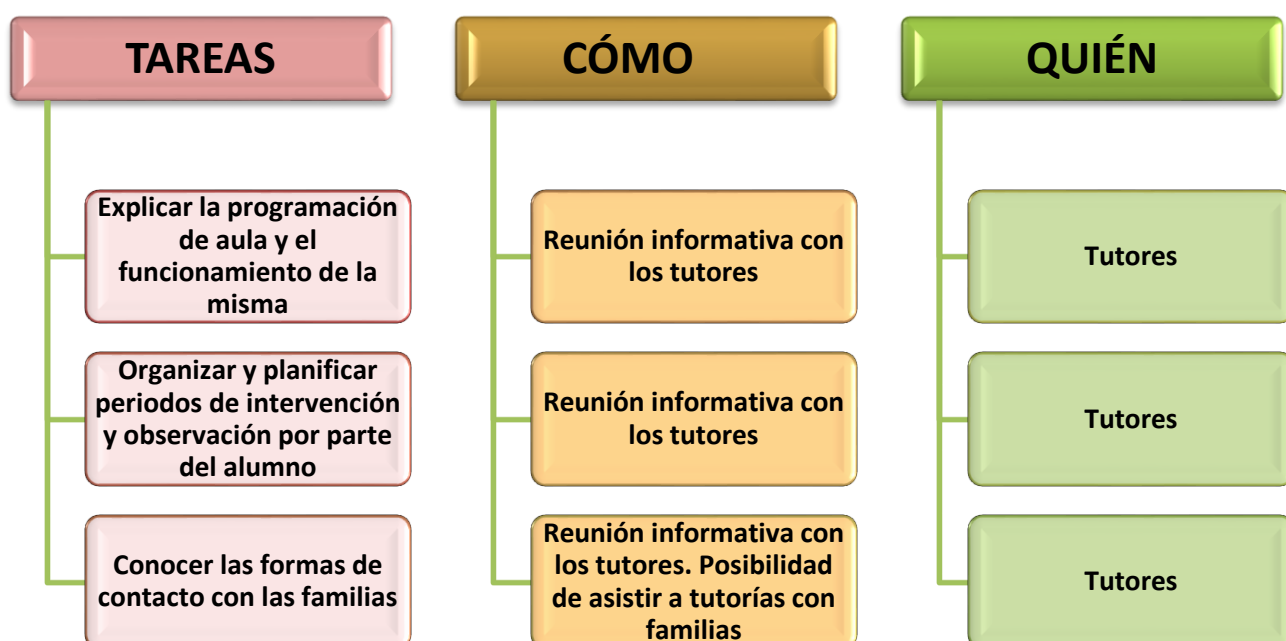 TAREAS
Explicar la programación
de aula y el
funcionamiento de la
misma
Organizar y planificar
periodos de intervención
y observación por parte
del alumno
Conocer las formas de
contacto con las familias
CÓMO
Reunión informativa con
los tutores
Reunión informativa con
los tutores
Reunión informativa con
los tutores. Posibilidad
de asistir a tutorías con
familias
QUIÉN
Tutores
Tutores
Tutores